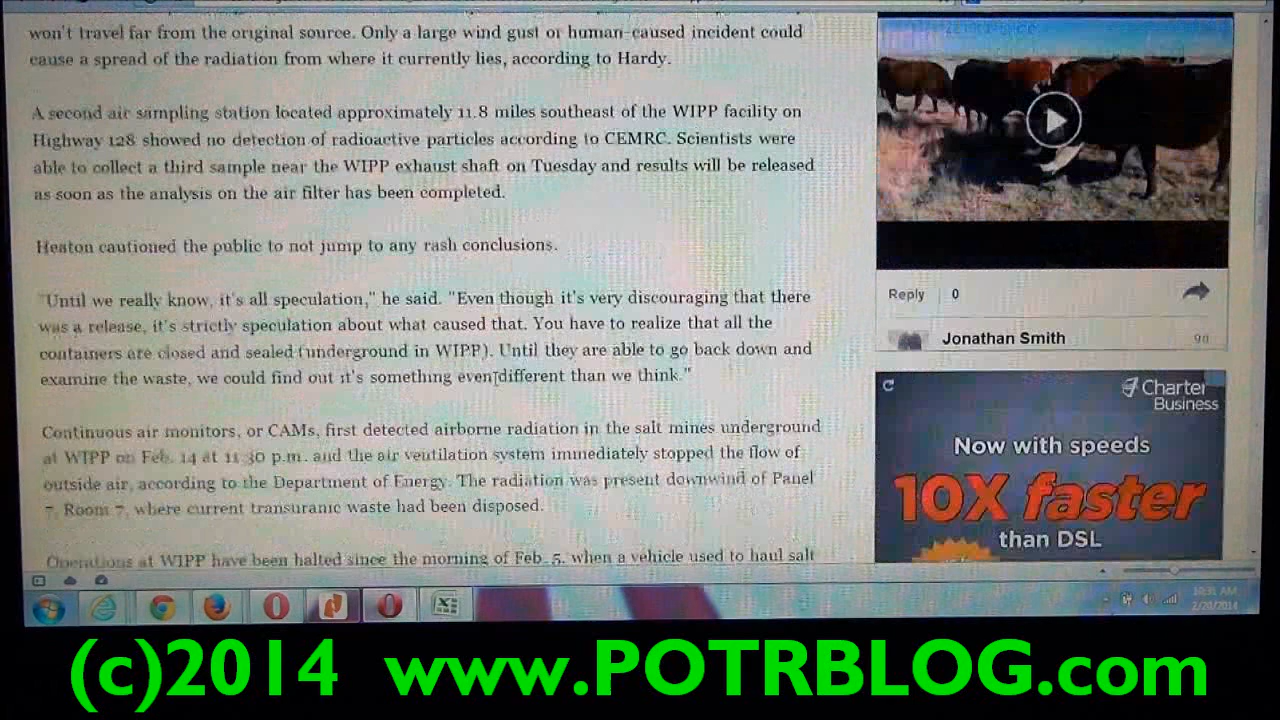 won't travel far from the original source. Only a large wind gust or human-caused incident could
cause a spread of the radiation from where it currently lies, according to Hardy.
A second air sampling station located approximately 11.8 miles southeast of the WIPP facility on
Highway 128 showed no detection of radioactive particles according to CEMRC. Scientists were
able to collect a third sample near the WIPP exhaust shaft on Tuesday and results will be released
as soon as the analysis on the air filter has been completed.
Heaton cautioned the public to not jump to any rash conclusions.
"Until we really know, it's all speculation," he said. "Even though it's very discouraging that there
was a release, it's strictly speculation about what caused that. You have to realize that all the
containers are closed and sealed (underground in WIPP). Until they are able to go back down and
examine the waste, we could find out it's something even different than we think."
Continuous air monitors, or CAMs, first detected airborne radiation in the salt mines underground
at WIPP on Feb. 14 at 11:30 p.m. and the air ventilation system immediately stopped the flow of
outside air, according to the Department of Energy. The radiation was present downwind of Panel
7, Room 7, where current transuranic waste had been disposed.
Operations at WIPP have been halted since the morning of Feb. 5, when a vehicle used to haul salt
Reply 0
Jonathan Smith
Charter
Business
Now with speeds
10X faster
than DSL
2/20/2014
(c)2014 www.POTRBLOG.com